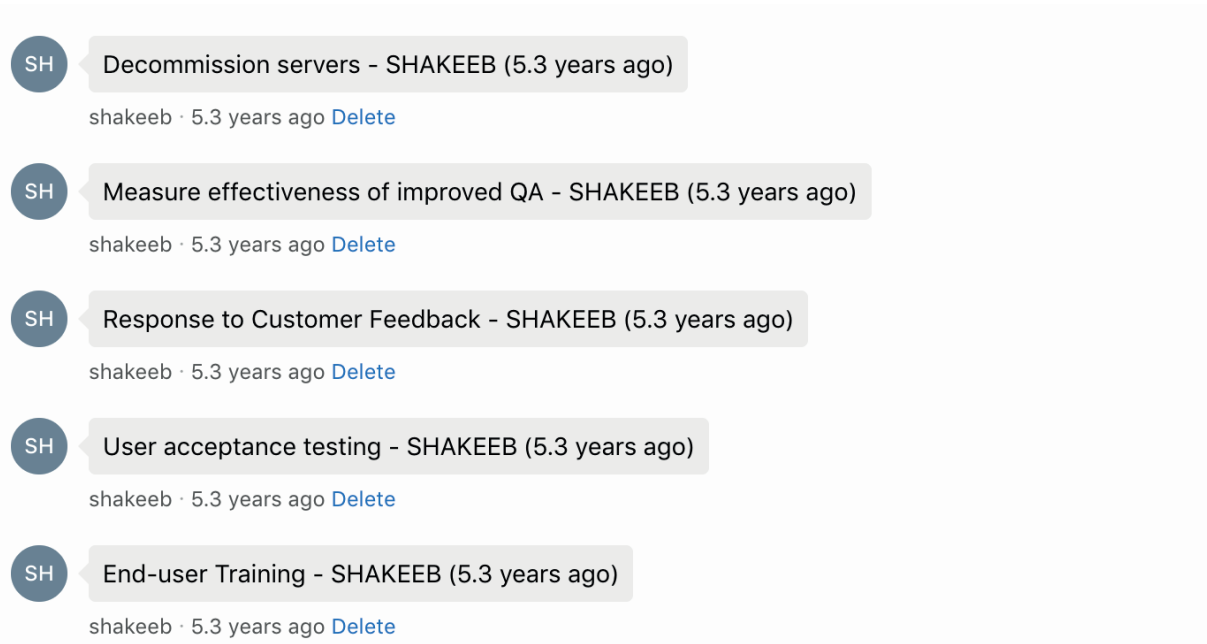 SH
Decommission servers - SHAKEEB (5.3 years ago)
shakeeb · 5.3 years ago Delete
SH
Measure effectiveness of improved QA - SHAKEEB (5.3 years ago)
shakeeb · 5.3 years ago Delete
SH
Response to Customer Feedback - SHAKEEB (5.3 years ago)
shakeeb · 5.3 years ago Delete
SH
User acceptance testing - SHAKEEB (5.3 years ago)
shakeeb · 5.3 years ago Delete
SH
End-user Training - SHAKEEB (5.3 years ago)
shakeeb · 5.3 years ago Delete